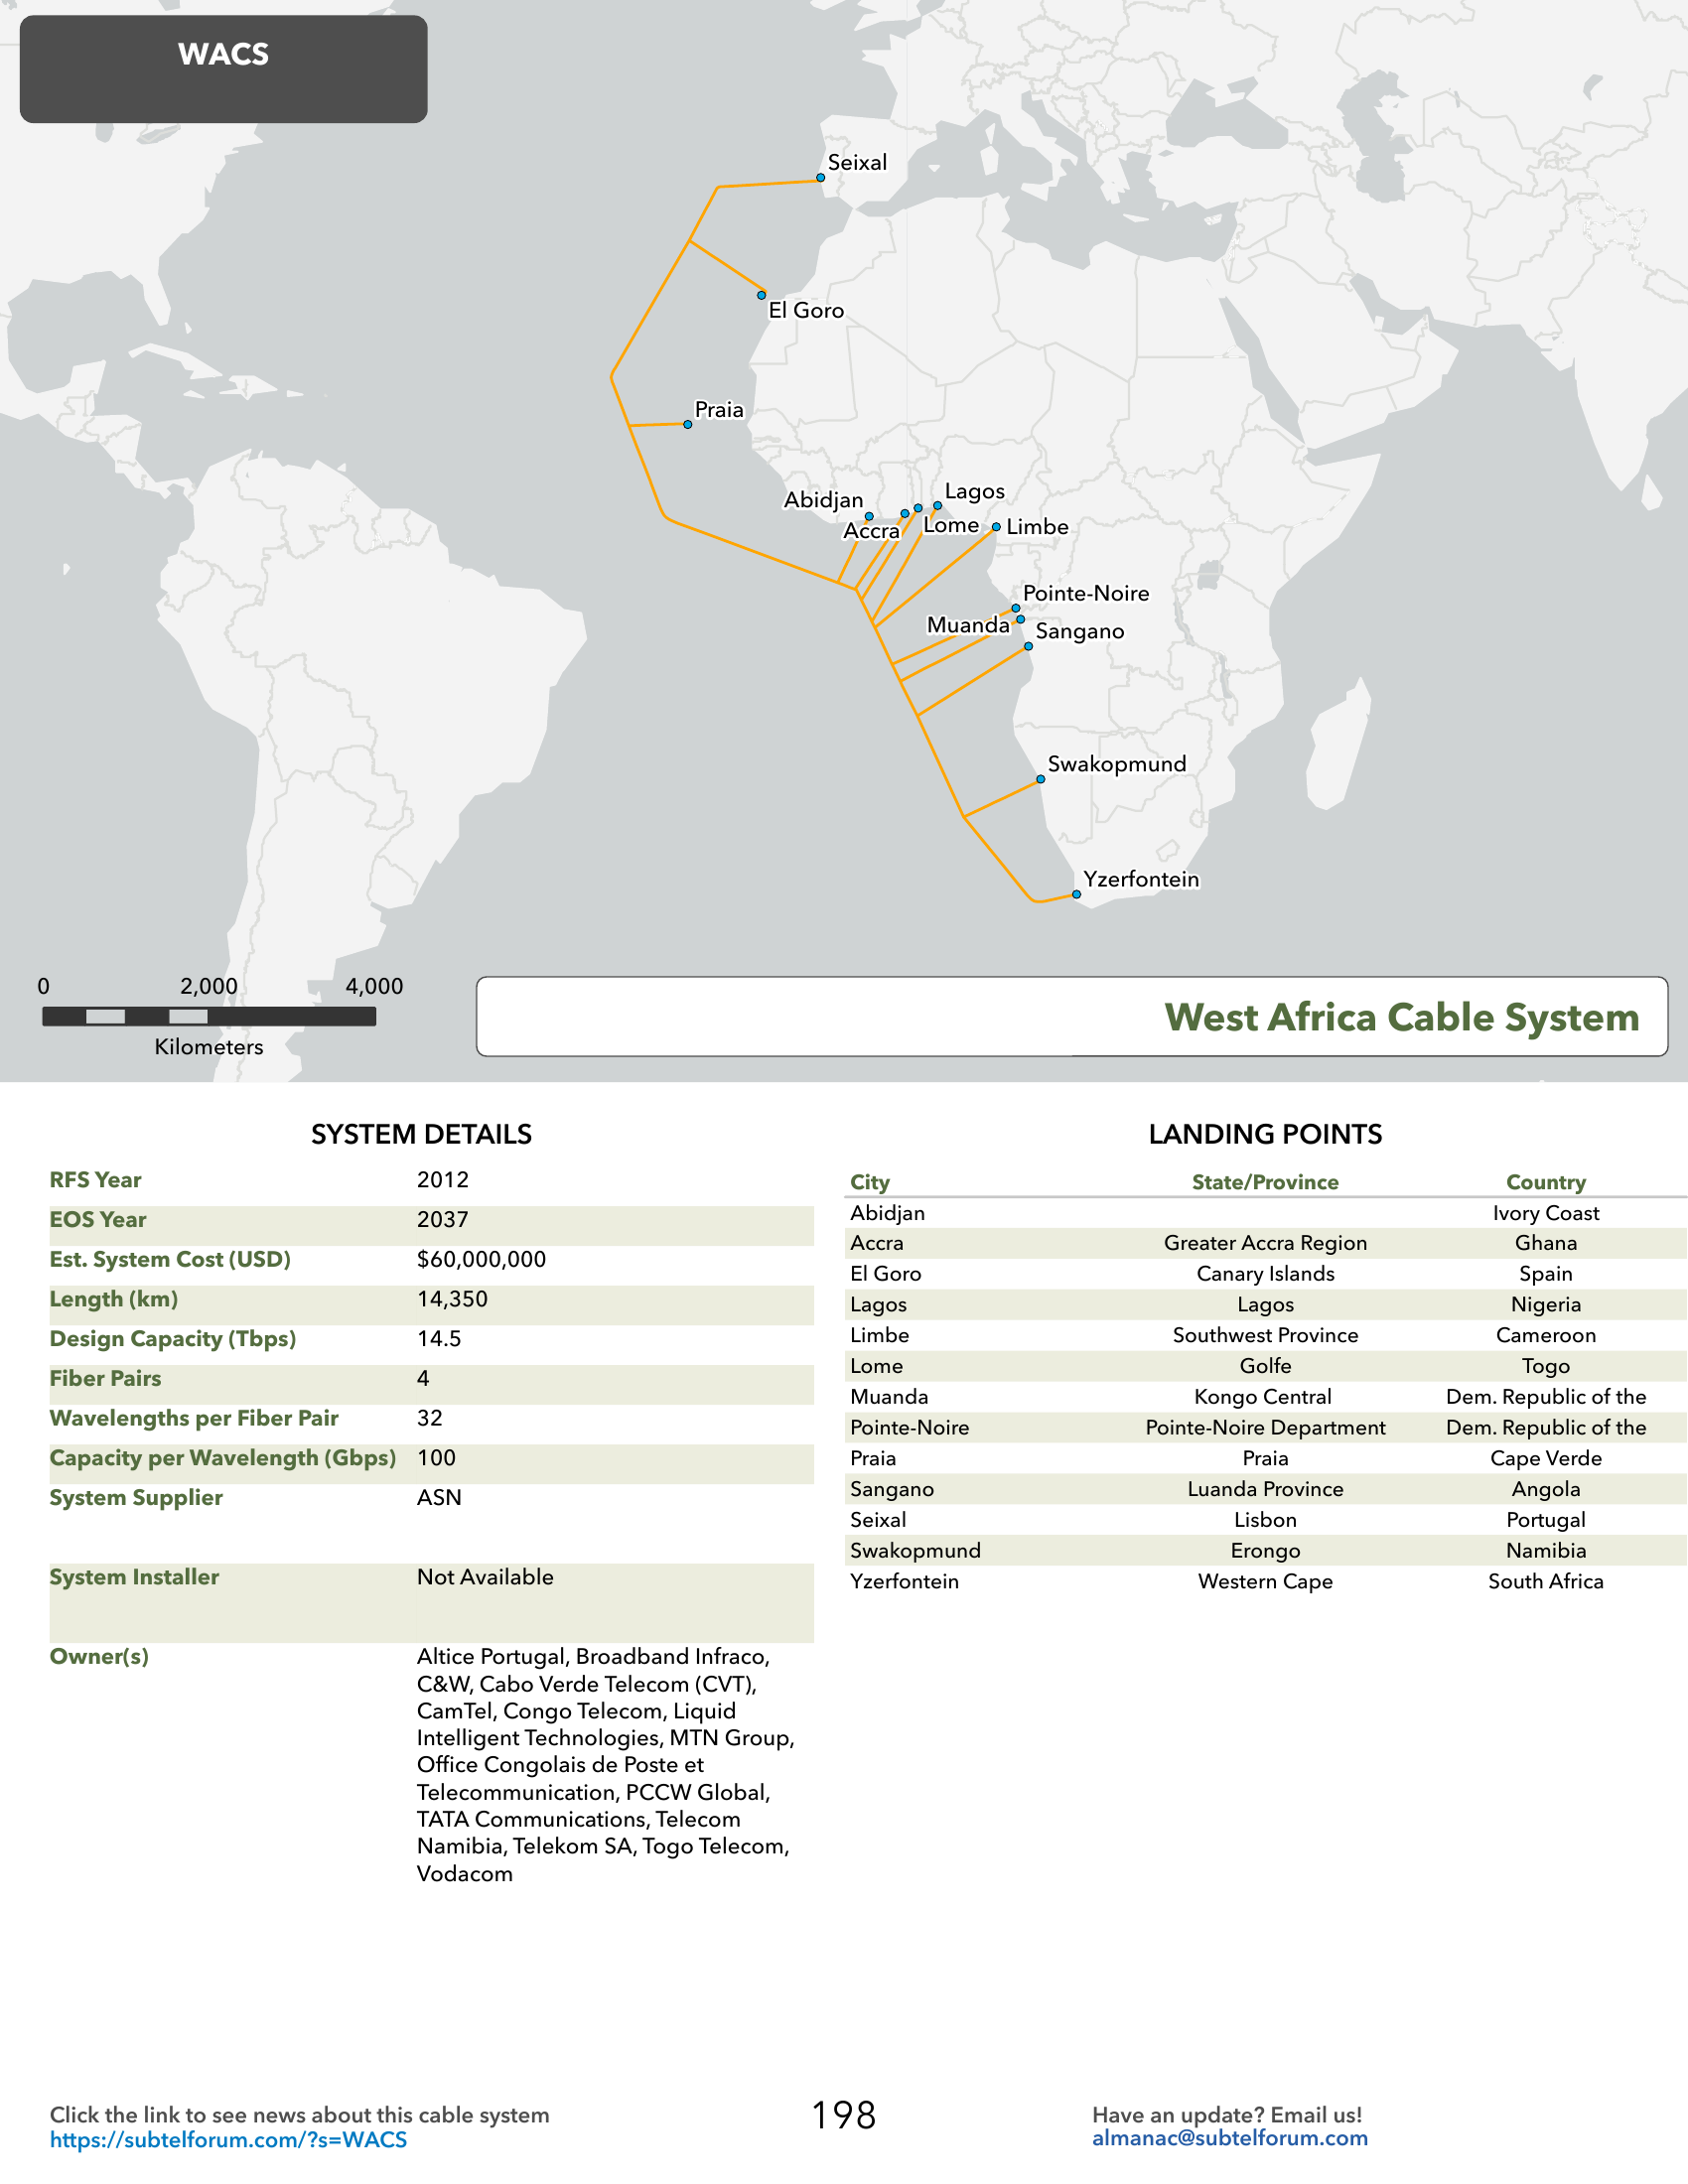 WACS
Seixal
El Goro
Praia
Abidjan
Lagos
Accra
Lome
Limbe
Pointe-Noire
Muanda
Sangano
Swakopmund
Yzerfontein
0 2,000 4,000
Kilometers
West Africa Cable System
SYSTEM DETAILS
RFS Year 2012
EOS Year 2037
Est. System Cost (USD) $60,000,000
Length (km) 14,350
Design Capacity (Tbps) 14.5
Fiber Pairs 4
Wavelengths per Fiber Pair 32
Capacity per Wavelength (Gbps) 100
System Supplier ASN
System Installer Not Available
Owner(s) Altice Portugal, Broadband Infraco,
C&W, Cabo Verde Telecom (CVT),
CamTel, Congo Telecom, Liquid
Intelligent Technologies, MTN Group,
Office Congolais de Poste et
Telecommunication, PCCW Global,
TATA Communications, Telecom
Namibia, Telekom SA, Togo Telecom,
Vodacom
LANDING POINTS
City State/Province Country
Abidjan Ivory Coast
Accra Greater Accra Region Ghana
El Goro Canary Islands Spain
Lagos Lagos Nigeria
Limbe Southwest Province Cameroon
Lome Golfe Togo
Muanda Kongo Central Dem. Republic of the
Pointe-Noire Pointe-Noire Department Dem. Republic of the
Praia Praia Cape Verde
Sangano Luanda Province Angola
Seixal Lisbon Portugal
Swakopmund Erongo Namibia
Yzerfontein Western Cape South Africa
Click the link to see news about this cable system
https://subtelforum.com/?s=WACS
198
Have an update? Email us!
almanac@subtelforum.com